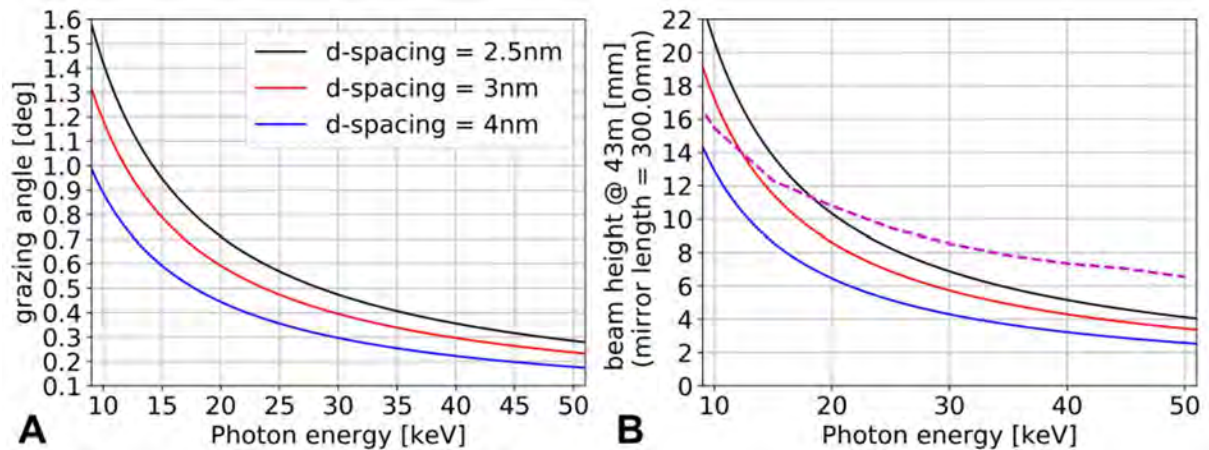 1.6
1.5
1.4
1.3
1.2
1.1
1.0
0.9
0.8
0.7
0.6
0.5
0.4
0.3
0.2
0.1
grazing angle [deg]
d-spacing = 2.5nm
d-spacing = 3nm
d-spacing = 4nm
10 15 20 25 30 35 40 45 50
Photon energy [keV]
A
22
20
18
16
14
12
10
8
6
4
2
0
beam height @ 43m [mm]
(mirror length = 300.0mm)
10 20 30 40 50
Photon energy [keV]
B